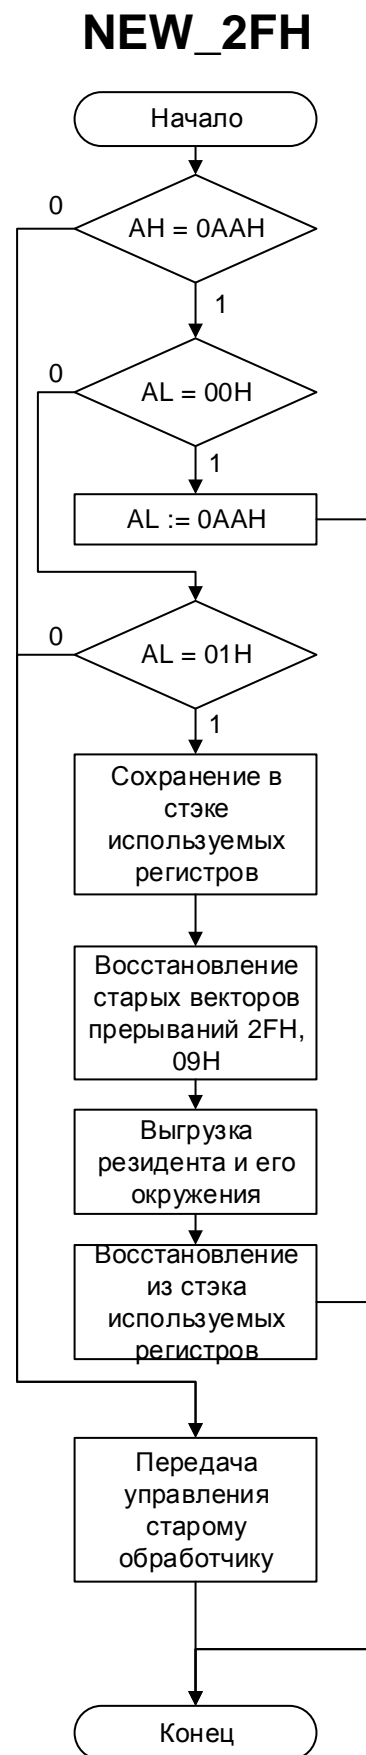 NEW_2FH
Начало
0
AH = 0AAH
1
0
AL = 00H
1
AL := 0AAH
0
AL = 01H
1
Сохранение в
стэке
используемых
регистров
Восстановление
старых векторов
прерываний 2FH,
09H
Выгрузка
резидента и его
окружения
Восстановление
из стэка
используемых
регистров
Передача
управления
старому
обработчику
Конец